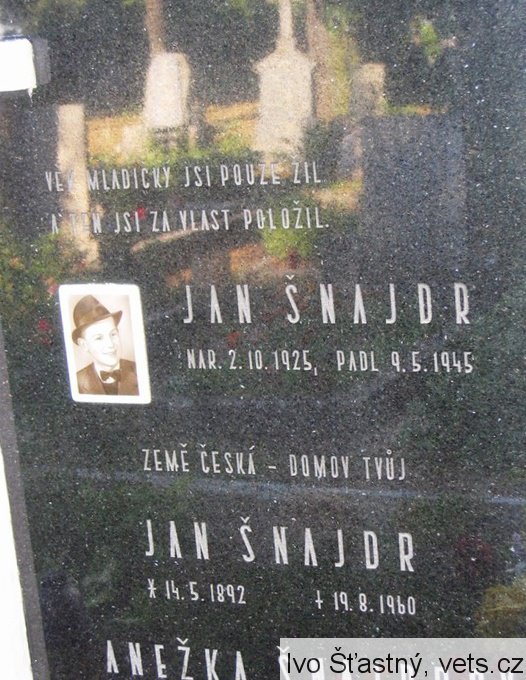 VĚK MLADICKÝ JSI POUZE ŽIL
A TEN JSI ZA VLAST POLOŽIL.
JAN ŠNAJDR
NAR. 2.10.1925, PADL 9.5.1945
ZEMĚ ČESKÁ - DOMOV TVŮJ
JAN ŠNAJDR
* 14.5.1892 † 19.8.1960
ANEŽKA
Ivo Šťastný, vets.cz